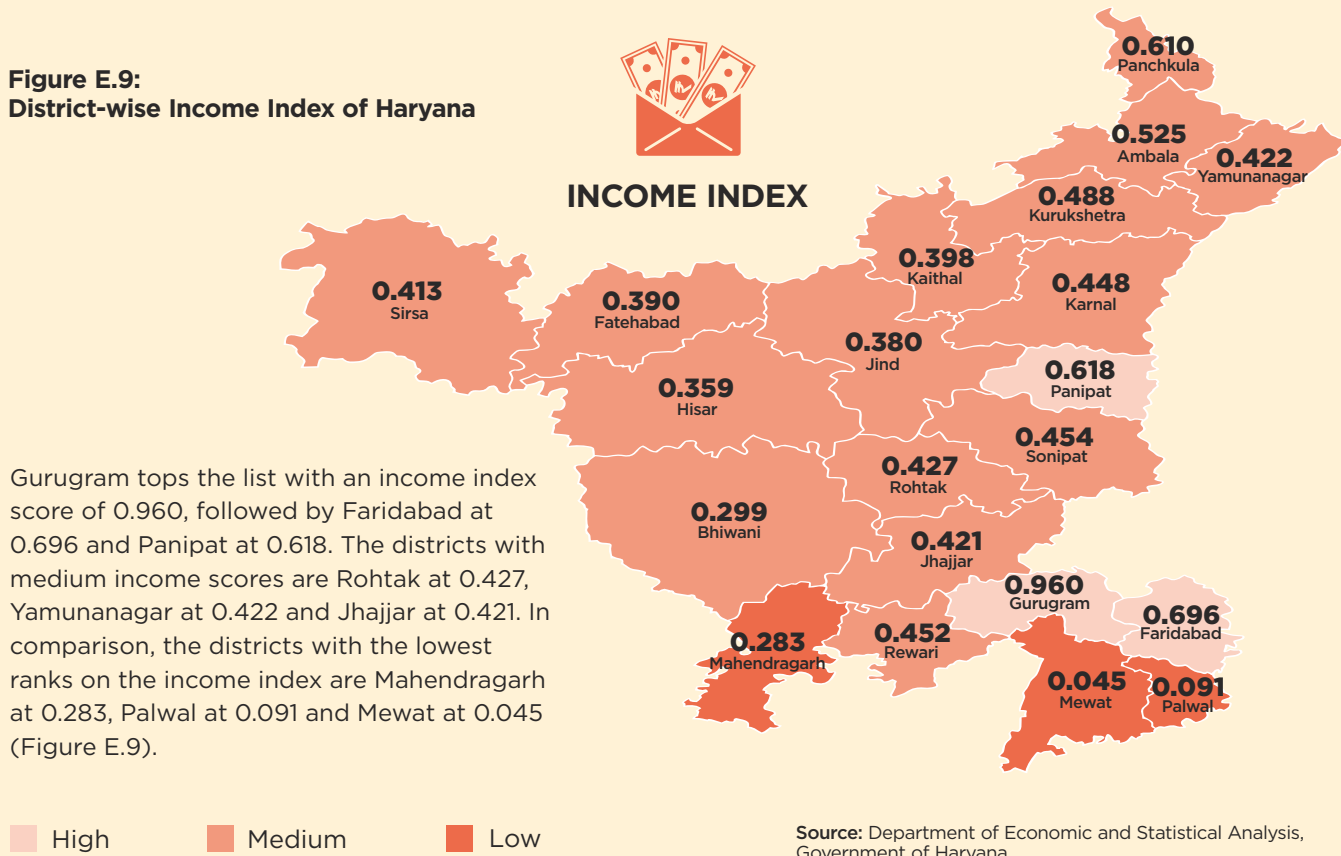 Figure E.9:
District-wise Income Index of Haryana
INCOME INDEX
0.610
Panchkula
0.525
Ambala
0.422
Yamunanagar
0.488
Kurukshetra
0.398
Kaithal
0.448
Karnal
0.413
Sirsa
0.390
Fatehabad
0.380
Jind
0.618
Panipat
0.359
Hisar
0.454
Sonipat
0.427
Rohtak
0.299
Bhiwani
0.421
Jhajjar
0.960
Gurugram
0.696
Faridabad
0.283
Mahendragarh
0.452
Rewari
0.045
Mewat
0.091
Palwal
Gurugram tops the list with an income index
score of 0.960, followed by Faridabad at
0.696 and Panipat at 0.618. The districts with
medium income scores are Rohtak at 0.427,
Yamunanagar at 0.422 and Jhajjar at 0.421. In
comparison, the districts with the lowest
ranks on the income index are Mahendragarh
at 0.283, Palwal at 0.091 and Mewat at 0.045
(Figure E.9).
High
Medium
Low
Source: Department of Economic and Statistical Analysis,
Government of Haryana